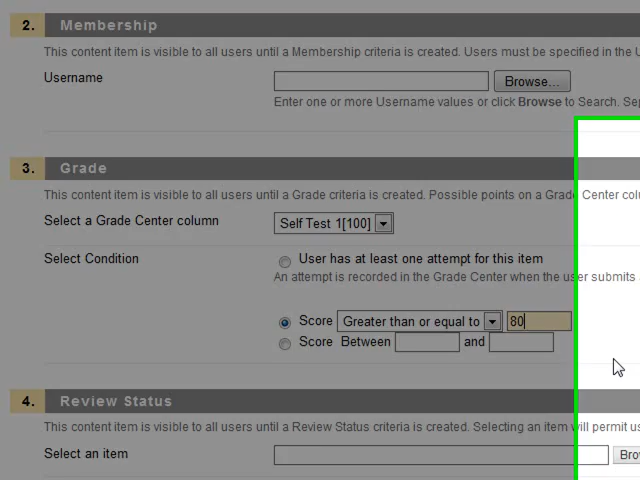 2. Membership
This content item is visible to all users until a Membership criteria is created. Users must be specified in the U
Username
Browse...
Enter one or more Username values or click Browse to Search. Sep
3. Grade
This content item is visible to all users until a Grade criteria is created. Possible points on a Grade Center colu
Select a Grade Center column Self Test 1[100]
Select Condition User has at least one attempt for this item
An attempt is recorded in the Grade Center when the user submits a
Score Greater than or equal to 80
Score Between and
4. Review Status
This content item is visible to all users until a Review Status criteria is created. Selecting an item will permit us
Select an item Bro